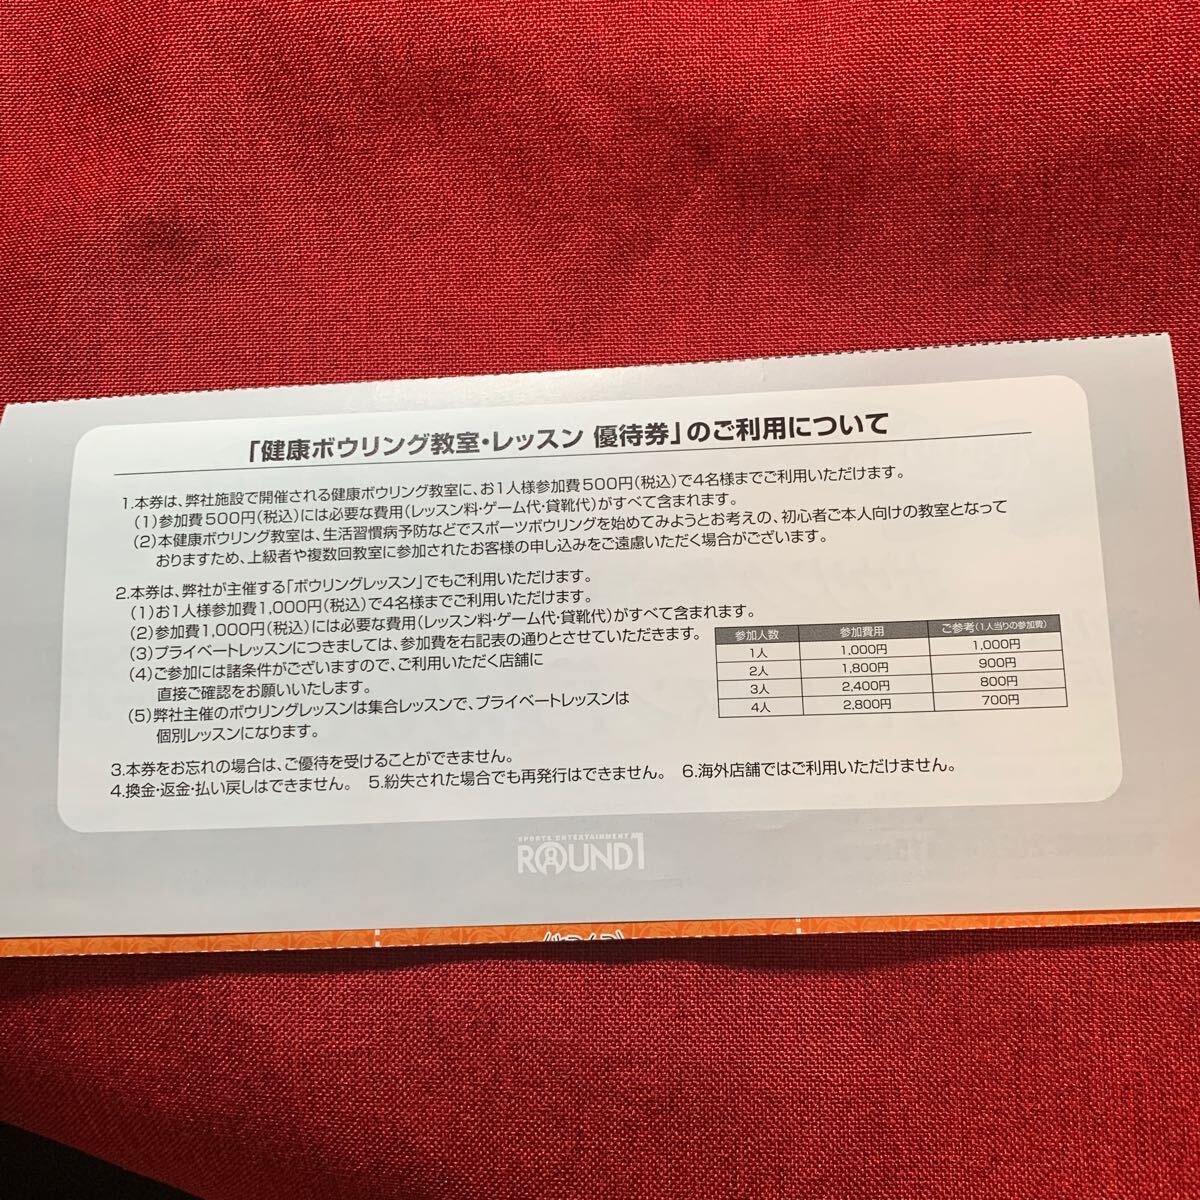 「健康ボウリング教室・レッスン 優待券」のご利用について
1.本券は、弊社施設で開催される健康ボウリング教室に、お1人様参加費500円(税込)で4名様までご利用いただけます。
(1)参加費500円(税込)には必要な費用(レッスン料・ゲーム代・貸靴代)がすべて含まれます。
(2)本健康ボウリング教室は、生活習慣病予防などでスポーツボウリングを始めてみようとお考えの、初心者ご本人向けの教室となって
おりますため、上級者や複数回教室に参加されたお客様の申し込みをご遠慮いただく場合がございます。
2.本券は、弊社が主催する「ボウリングレッスン」でもご利用いただけます。
(1)お1人様参加費1,000円(税込)で4名様までご利用いただけます。
(2)参加費1,000円(税込)には必要な費用(レッスン料・ゲーム代・貸靴代)がすべて含まれます。
(3)プライベートレッスンにつきましては、参加費を右記表の通りとさせていただきます。
(4)ご参加には諸条件がございますので、ご利用いただく店舗に
直接ご確認をお願いいたします。
(5)弊社主催のボウリングレッスンは集合レッスンで、プライベートレッスンは
個別レッスンになります。
参加人数 参加費用 ご参考(1人当りの参加費)
1人 1,000円 1,000円
2人 1,800円 900円
3人 2,400円 800円
4人 2,800円 700円
3.本券をお忘れの場合は、ご優待を受けることができません。
4.換金・返金・払い戻しはできません。 5.紛失された場合でも再発行はできません。 6.海外店舗ではご利用いただけません。
SPORTS ENTERTAINMENT
ROUND1